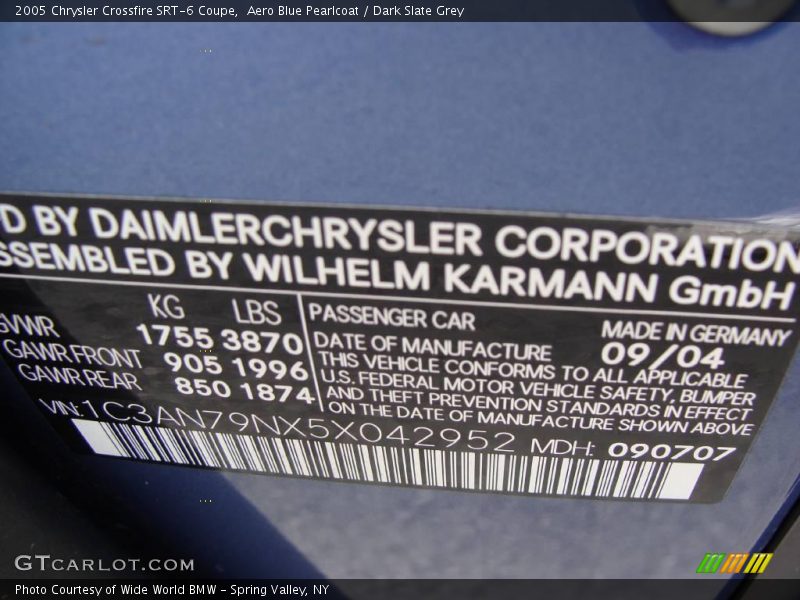 2005 Chrysler Crossfire SRT-6 Coupe, Aero Blue Pearlcoat / Dark Slate Grey
D BY DAIMLERCHRYSLER CORPORATION
SSEMBLED BY WILHELM KARMANN GmbH
KG LBS
GVWR 1755 3870
GAWR.FRONT 905 1996
GAWR.REAR 850 1874
PASSENGER CAR MADE IN GERMANY
DATE OF MANUFACTURE 09/04
THIS VEHICLE CONFORMS TO ALL APPLICABLE
U.S. FEDERAL MOTOR VEHICLE SAFETY, BUMPER
AND THEFT PREVENTION STANDARDS IN EFFECT
ON THE DATE OF MANUFACTURE SHOWN ABOVE
VIN:1C3AN79NX5X042952 MDH: 090707
GTCARLOT.COM
Photo Courtesy of Wide World BMW - Spring Valley, NY